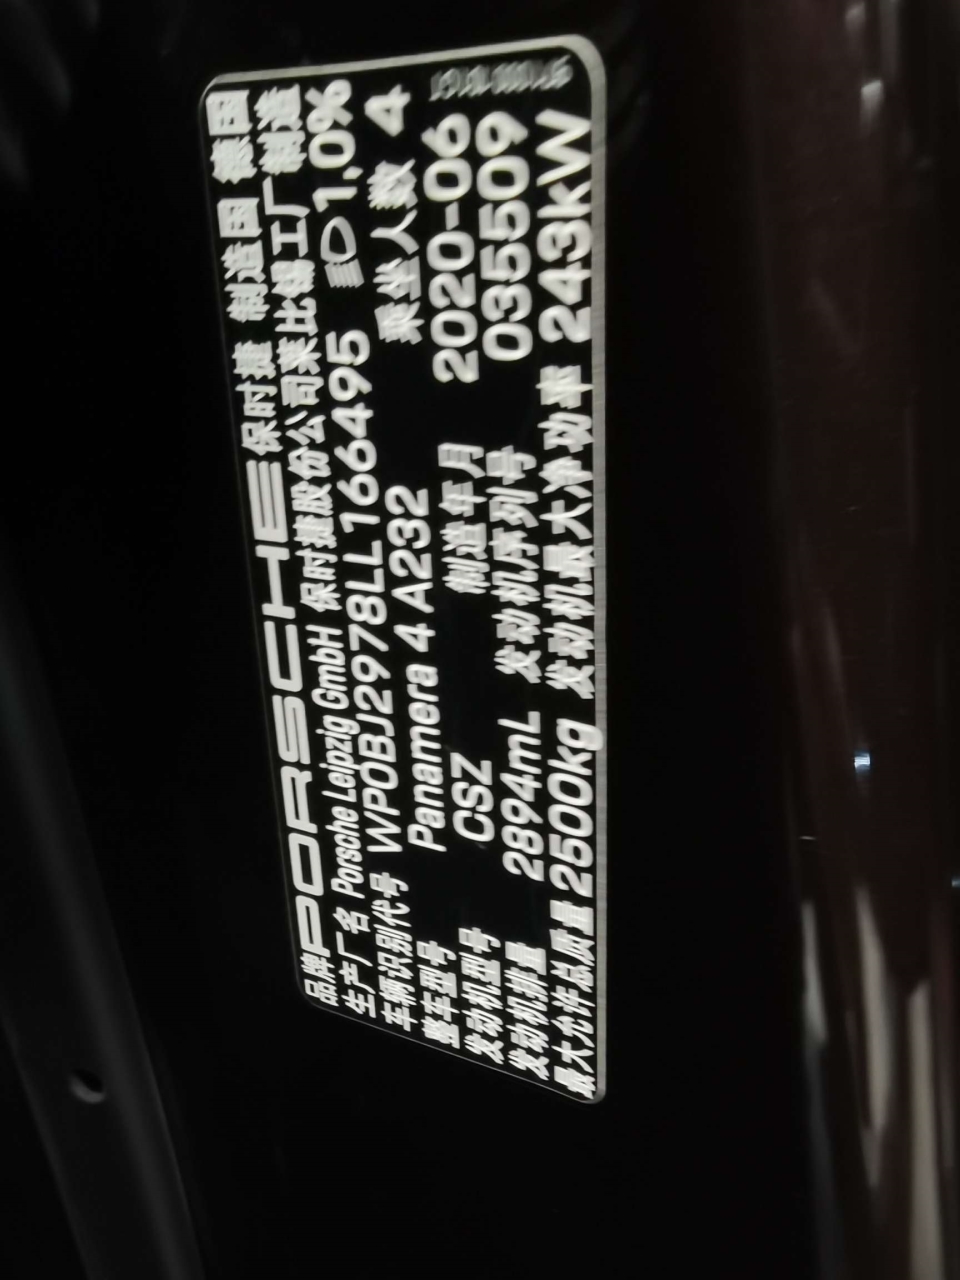 品牌 PORSCHE 保时捷 制造国 德国
生产厂名 Porsche Leipzig GmbH 保时捷股份公司莱比锡工厂制造
车辆识别代号 WP0BJ2978LL166495 1,0%
整车型号 Panamera 4 A232 乘坐人数 4
发动机型号 CSZ 制造年月 2020-06
发动机排量 2894mL 发动机序列号 035509
最大允许总质量 2500kg 发动机最大净功率 243kW